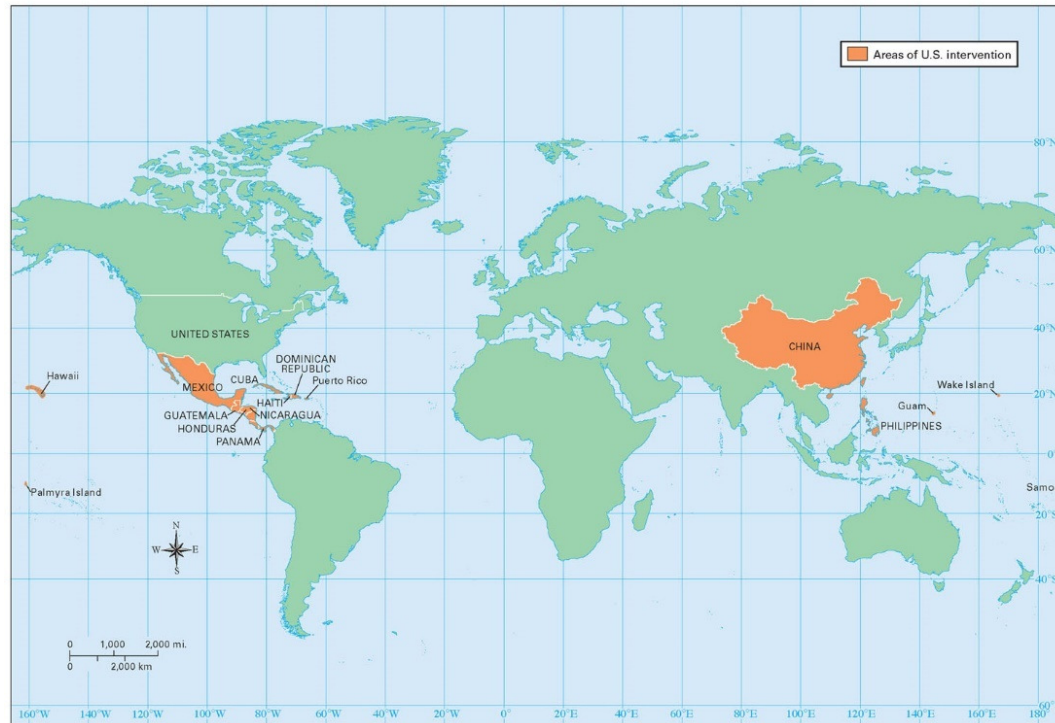 Areas of U.S. intervention
80°N
60°N
UNITED STATES
40°N
CHINA
DOMINICAN
REPUBLIC
Hawaii
MEXICO
CUBA
Puerto Rico
Wake Island
20°N
HAITI
GUATEMALA
NICARAGUA
Guam
HONDURAS
PHILIPPINES
PANAMA
0°
Palmyra Island
Samo
20°S
N
W
E
S
40°S
0 1,000 2,000 mi.
0 2,000 km
60
160°W 140°W 120°W 100°W 80°W 60°W 40°W 20°W 0° 20°E 40°E 60°E 80°E 100°E 120°E 140°E 160°E 180°